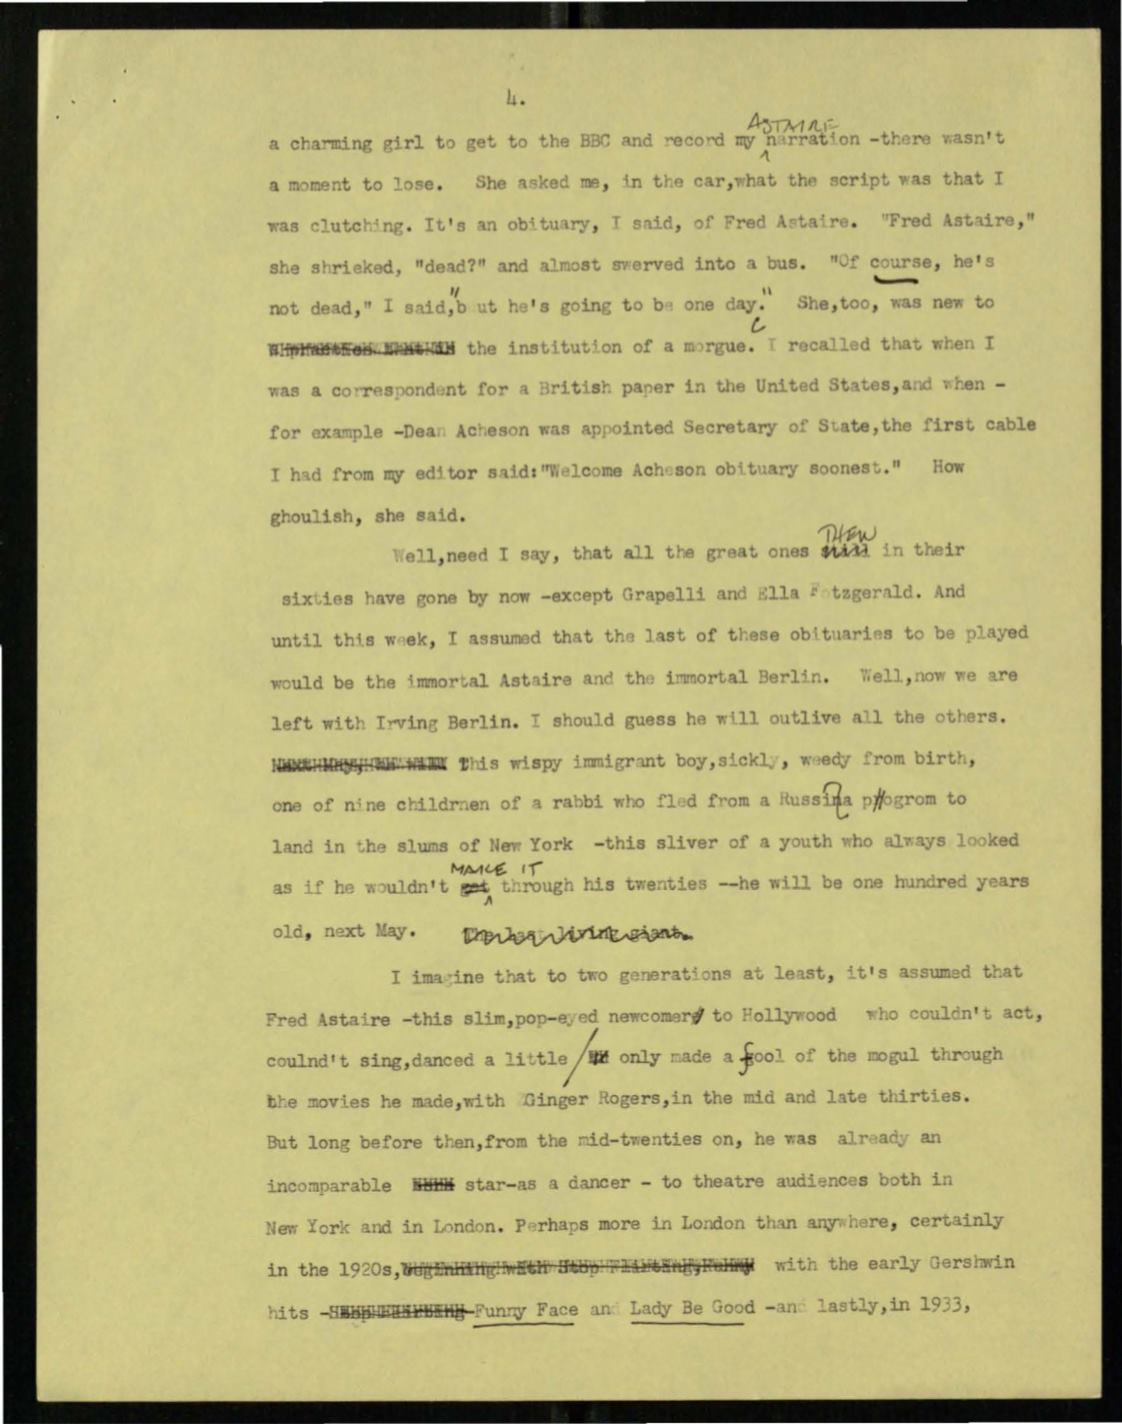 4.
ASTAIRE
a charming girl to get to the BBC and record my narration -there wasn't
a moment to lose. She asked me, in the car,what the script was that I
was clutching. It's an obituary, I said, of Fred Astaire. "Fred Astaire,"
she shrieked, "dead?" and almost swerved into a bus. "Of course, he's
not dead," I said,"b ut he's going to be one day." She,too, was new to
the institution of a morgue. I recalled that when I
was a correspondent for a British paper in the United States,and when -
for example -Dean Acheson was appointed Secretary of State,the first cable
I had from my editor said:"Welcome Acheson obituary soonest." How
ghoulish, she said.
THEN
Well,need I say, that all the great ones in their
sixties have gone by now -except Grapelli and Ella Fotzgerald. And
until this week, I assumed that the last of these obituaries to be played
would be the immortal Astaire and the immortal Berlin. Well,now we are
left with Irving Berlin. I should guess he will outlive all the others.
This wispy immigrant boy,sickly, weedy from birth,
one of nine childrnen of a rabbi who fled from a Russina pogrom to
land in the slums of New York -this sliver of a youth who always looked
MAKE IT
as if he wouldn't get through his twenties --he will be one hundred years
old, next May. The last living giant.
I imagine that to two generations at least, it's assumed that
Fred Astaire -this slim,pop-eyed newcomer to Hollywood who couldn't act,
coulnd't sing,danced a little / only made a fool of the mogul through
the movies he made,with Ginger Rogers,in the mid and late thirties.
But long before then,from the mid-twenties on, he was already an
incomparable star-as a dancer - to theatre audiences both in
New York and in London. Perhaps more in London than anywhere, certainly
in the 1920s,beginning with Stop Flirting, with the early Gershwin
hits - Funny Face and Lady Be Good -and lastly,in 1933,